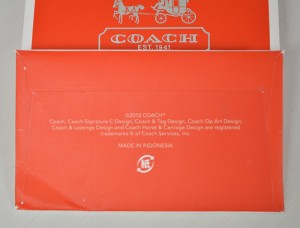 COACH
EST. 1941
©2012 COACH®
Coach, Coach Signature C Design, Coach & Tag Design, Coach Op Art Design,
Coach & Lozenge Design and Coach Horse & Carriage Design are registered
trademarks ® of Coach Services, Inc.
MADE IN INDONESIA